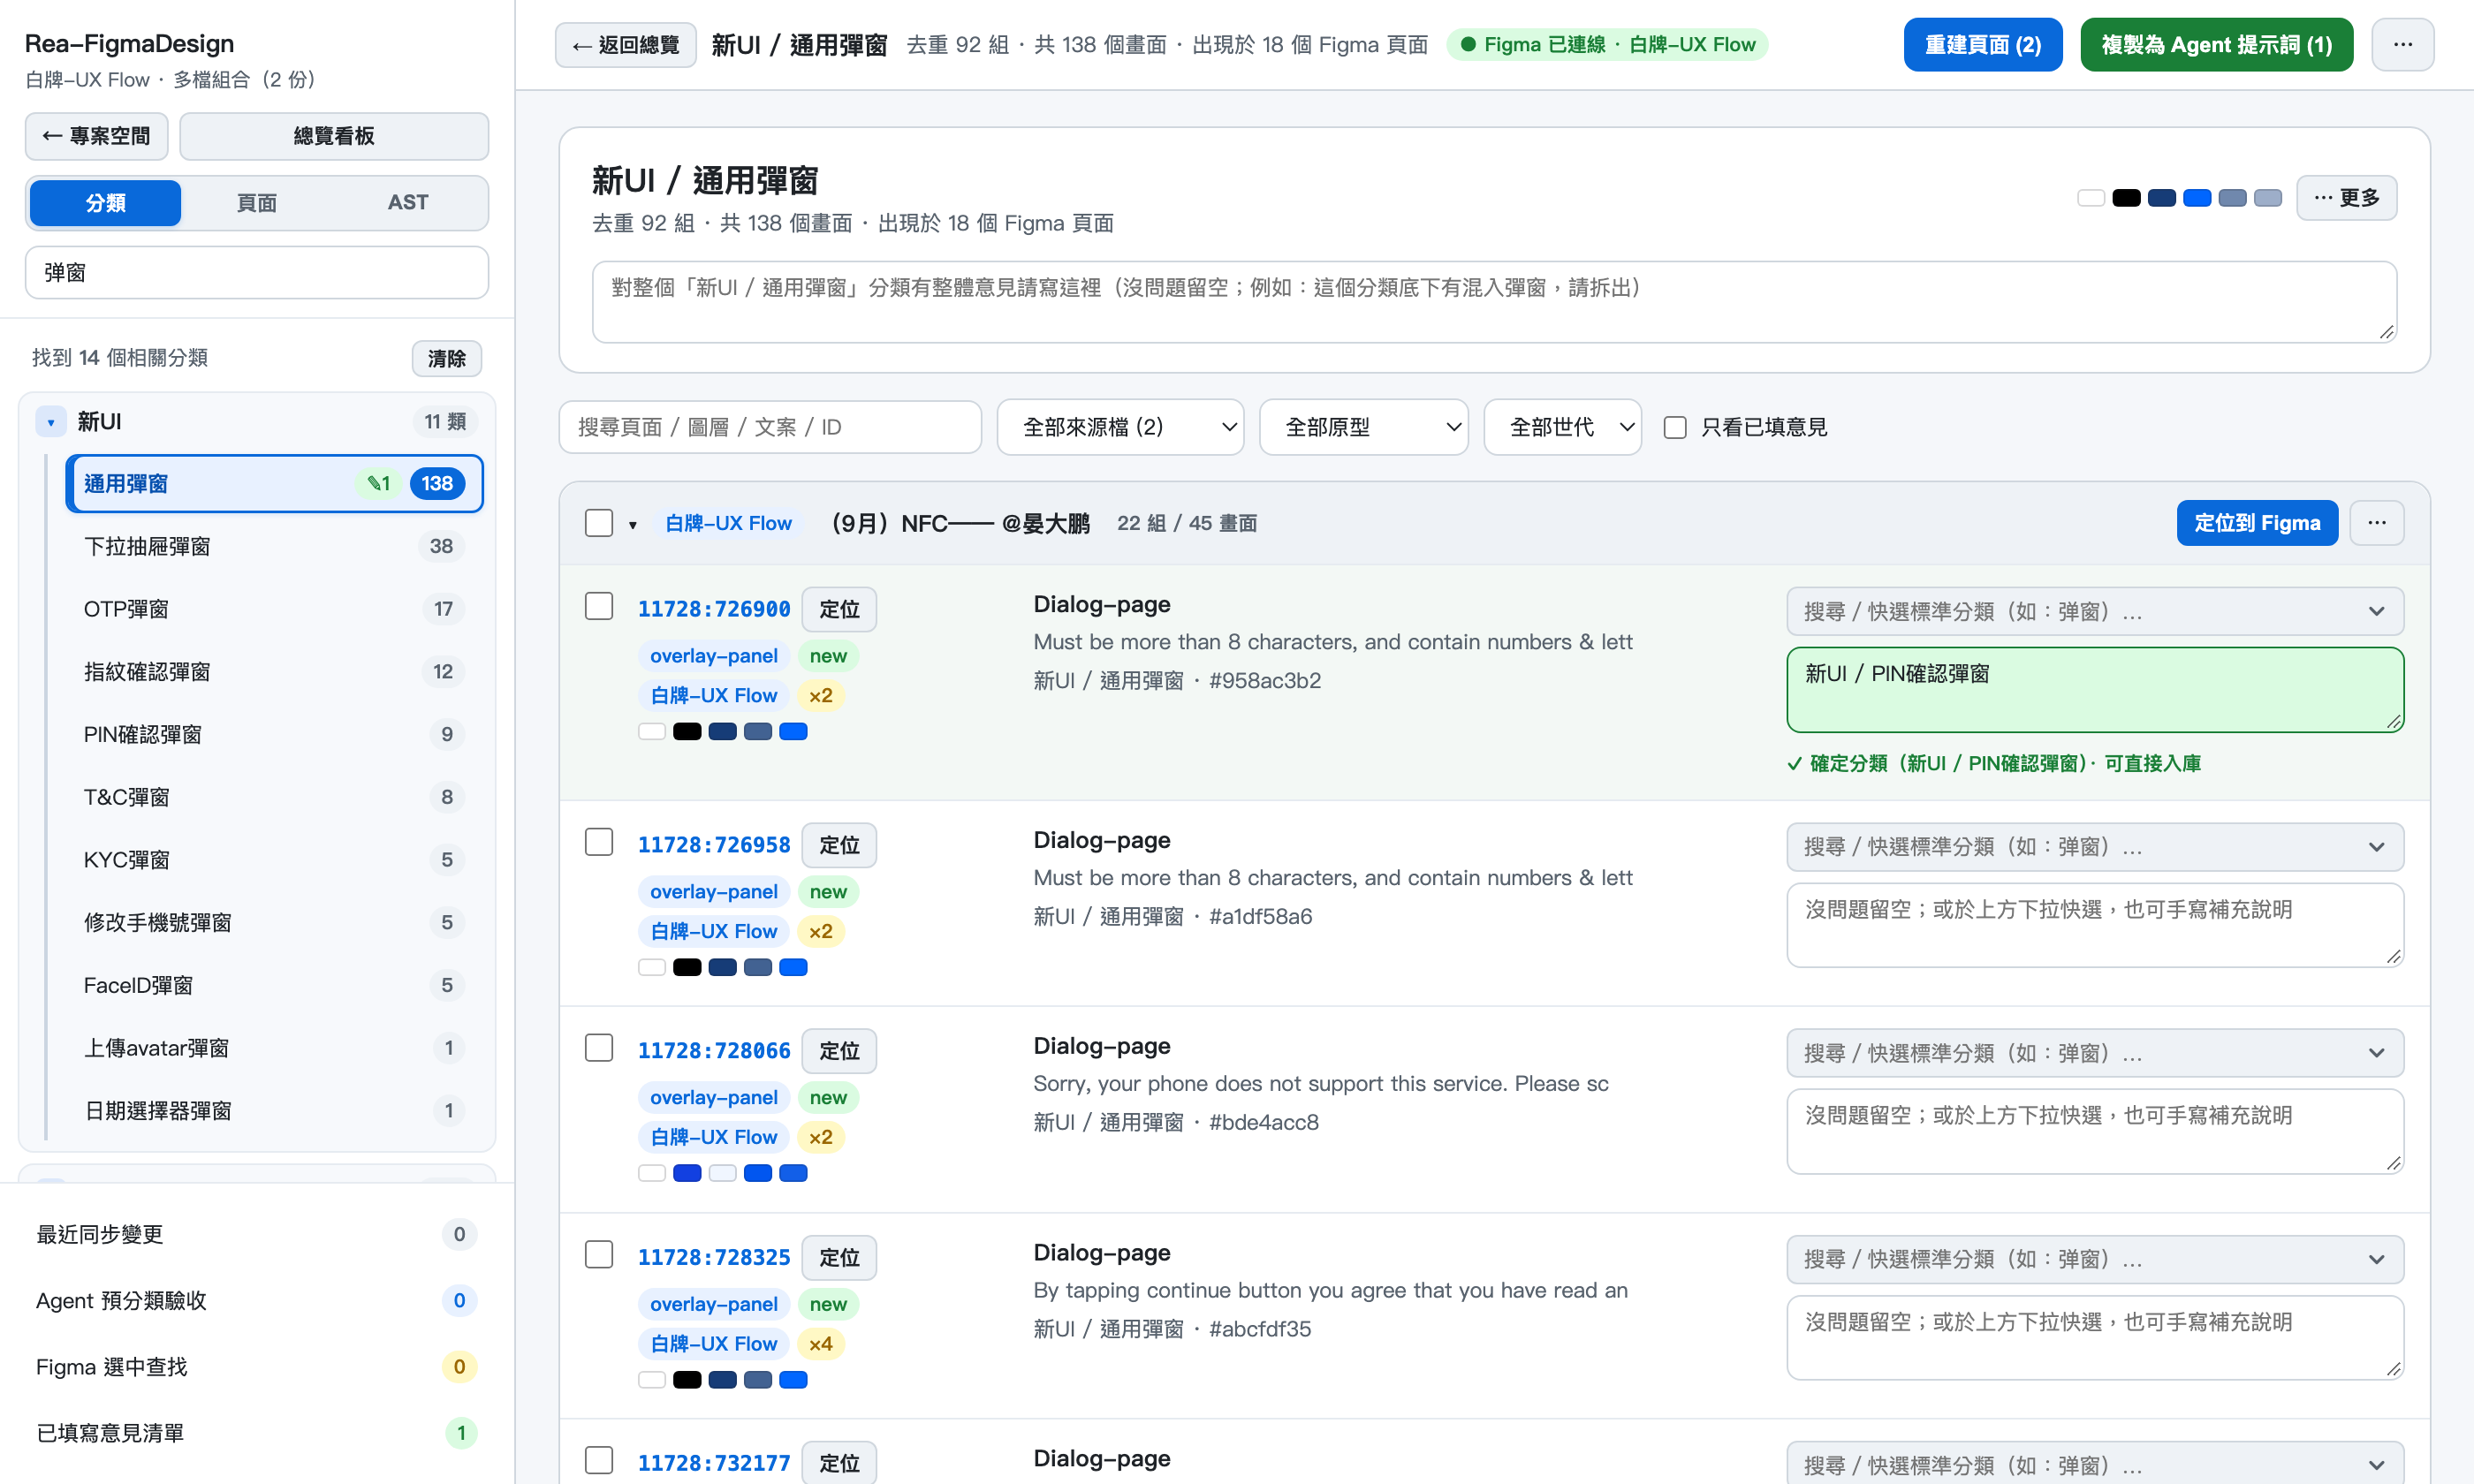 Rea-FigmaDesign
白牌-UX Flow · 多檔組合（2 份）
← 專案空間
總覽看板
分類
頁面
AST
弹窗
找到 14 個相關分類
清除
▾ 新UI 11 類
通用彈窗 ✎1 138
下拉抽屜彈窗 38
OTP彈窗 17
指紋確認彈窗 12
PIN確認彈窗 9
T&C彈窗 8
KYC彈窗 5
修改手機號彈窗 5
FaceID彈窗 5
上傳avatar彈窗 1
日期選擇器彈窗 1
最近同步變更 0
Agent 預分類驗收 0
Figma 選中查找 0
已填寫意見清單 1
← 返回總覽
新UI / 通用彈窗
去重 92 組 · 共 138 個畫面 · 出現於 18 個 Figma 頁面
Figma 已連線 · 白牌-UX Flow
重建頁面 (2)
複製為 Agent 提示詞 (1)
···
新UI / 通用彈窗
去重 92 組 · 共 138 個畫面 · 出現於 18 個 Figma 頁面
··· 更多
對整個「新UI / 通用彈窗」分類有整體意見請寫這裡（沒問題留空；例如：這個分類底下有混入彈窗，請拆出）
搜尋頁面 / 圖層 / 文案 / ID
全部來源檔 (2)
全部原型
全部世代
只看已填意見
▾ 白牌-UX Flow （9月）NFC—— @晏大鹏 22 組 / 45 畫面
定位到 Figma
···
11728:726900 定位
overlay-panel new
白牌-UX Flow ×2
Dialog-page
Must be more than 8 characters, and contain numbers & lett
新UI / 通用彈窗 · #958ac3b2
搜尋 / 快選標準分類（如：弹窗）…
新UI / PIN確認彈窗
✓ 確定分類（新UI / PIN確認彈窗）· 可直接入庫
11728:726958 定位
overlay-panel new
白牌-UX Flow ×2
Dialog-page
Must be more than 8 characters, and contain numbers & lett
新UI / 通用彈窗 · #a1df58a6
搜尋 / 快選標準分類（如：弹窗）…
沒問題留空；或於上方下拉快選，也可手寫補充說明
11728:728066 定位
overlay-panel new
白牌-UX Flow ×2
Dialog-page
Sorry, your phone does not support this service. Please sc
新UI / 通用彈窗 · #bde4acc8
搜尋 / 快選標準分類（如：弹窗）…
沒問題留空；或於上方下拉快選，也可手寫補充說明
11728:728325 定位
overlay-panel new
白牌-UX Flow ×4
Dialog-page
By tapping continue button you agree that you have read an
新UI / 通用彈窗 · #abcfdf35
搜尋 / 快選標準分類（如：弹窗）…
沒問題留空；或於上方下拉快選，也可手寫補充說明
11728:732177 定位
Dialog-page
搜尋 / 快選標準分類（如：弹窗）…